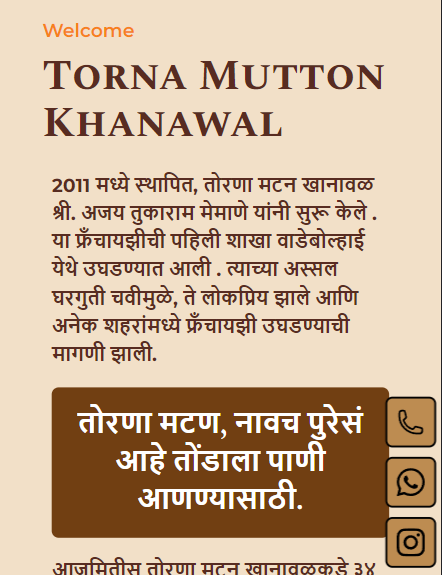 Welcome
TORNA MUTTON
KHANAWAL
2011 मध्ये स्थापित, तोरणा मटन खानावळ
श्री. अजय तुकाराम मेमाणे यांनी सुरू केले .
या फ्रँचायझीची पहिली शाखा वाडेबोल्हाई
येथे उघडण्यात आली . त्याच्या अस्सल
घरगुती चवीमुळे, ते लोकप्रिय झाले आणि
अनेक शहरांमध्ये फ्रँचायझी उघडण्याची
मागणी झाली.
तोरणा मटण, नावच पुरेसं
आहे तोंडाला पाणी
आणण्यासाठी.
आजमितीस तोरणा मटन खानावळकडे ३४